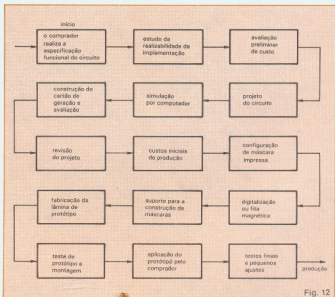 início
o comprador
realiza a
especificação
funcional do circuito
estudo da
realizabilidade da
implementação
avaliação
preliminar
de custo
construção do
cartão de
geração e
avaliação
simulação
por computador
projeto
do circuito
revisão
do projeto
custos iniciais
de produção
configuração
de máscara
impressa
fabricação da
lâmina de
protótipo
suporte para a
construção de
máscaras
digitalização
ou fita
magnética
teste de
protótipo e
montagem
aplicação do
protótipo pelo
comprador
testes finais
e pequenos
ajustes
produção
Fig. 12